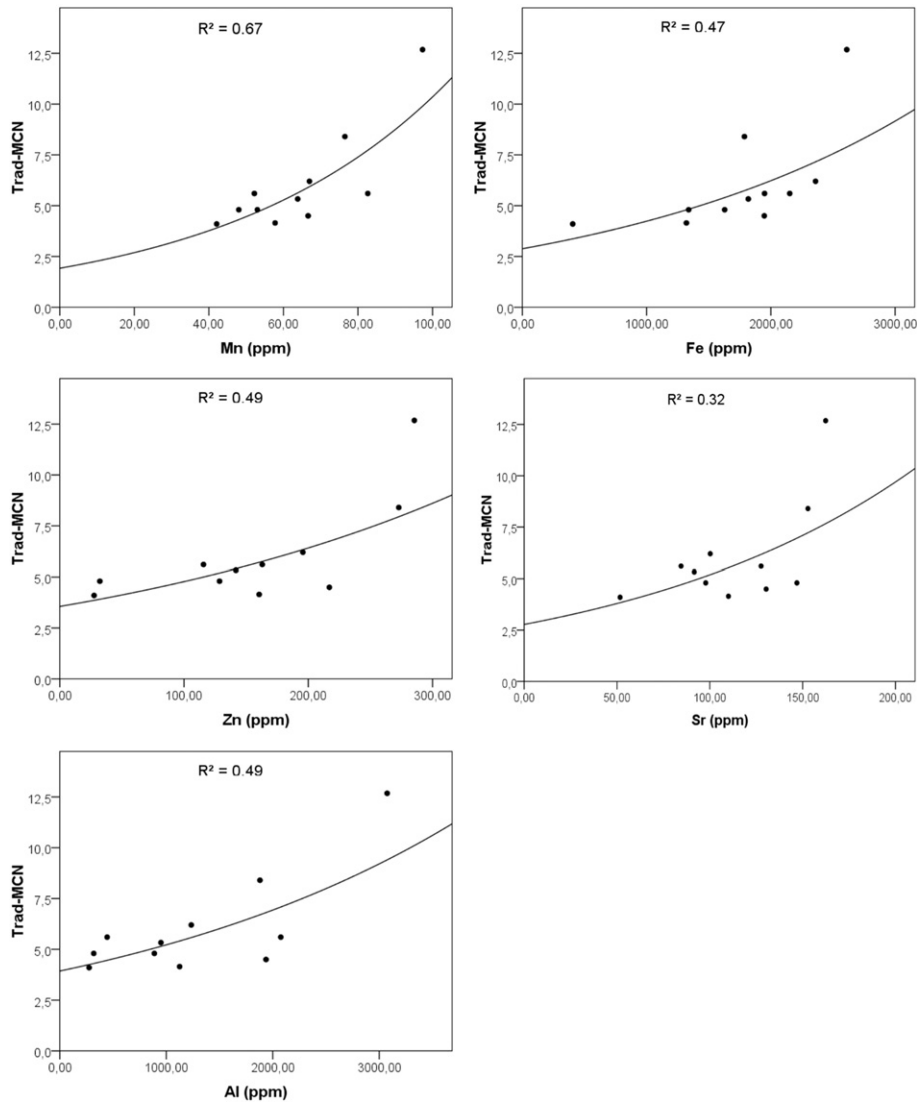 R² = 0.67
Trad-MCN
12,5
10,0
7,5
5,0
2,5
0,0
0,00 20,00 40,00 60,00 80,00 100,00
Mn (ppm)
R² = 0.47
Trad-MCN
12,5
10,0
7,5
5,0
2,5
0,0
0,00 1000,00 2000,00 3000,00
Fe (ppm)
R² = 0.49
Trad-MCN
12,5
10,0
7,5
5,0
2,5
0,0
0,00 100,00 200,00 300,00
Zn (ppm)
R² = 0.32
Trad-MCN
12,5
10,0
7,5
5,0
2,5
0,0
0,00 50,00 100,00 150,00 200,00
Sr (ppm)
R² = 0.49
Trad-MCN
12,5
10,0
7,5
5,0
2,5
0,0
0,00 1000,00 2000,00 3000,00
Al (ppm)